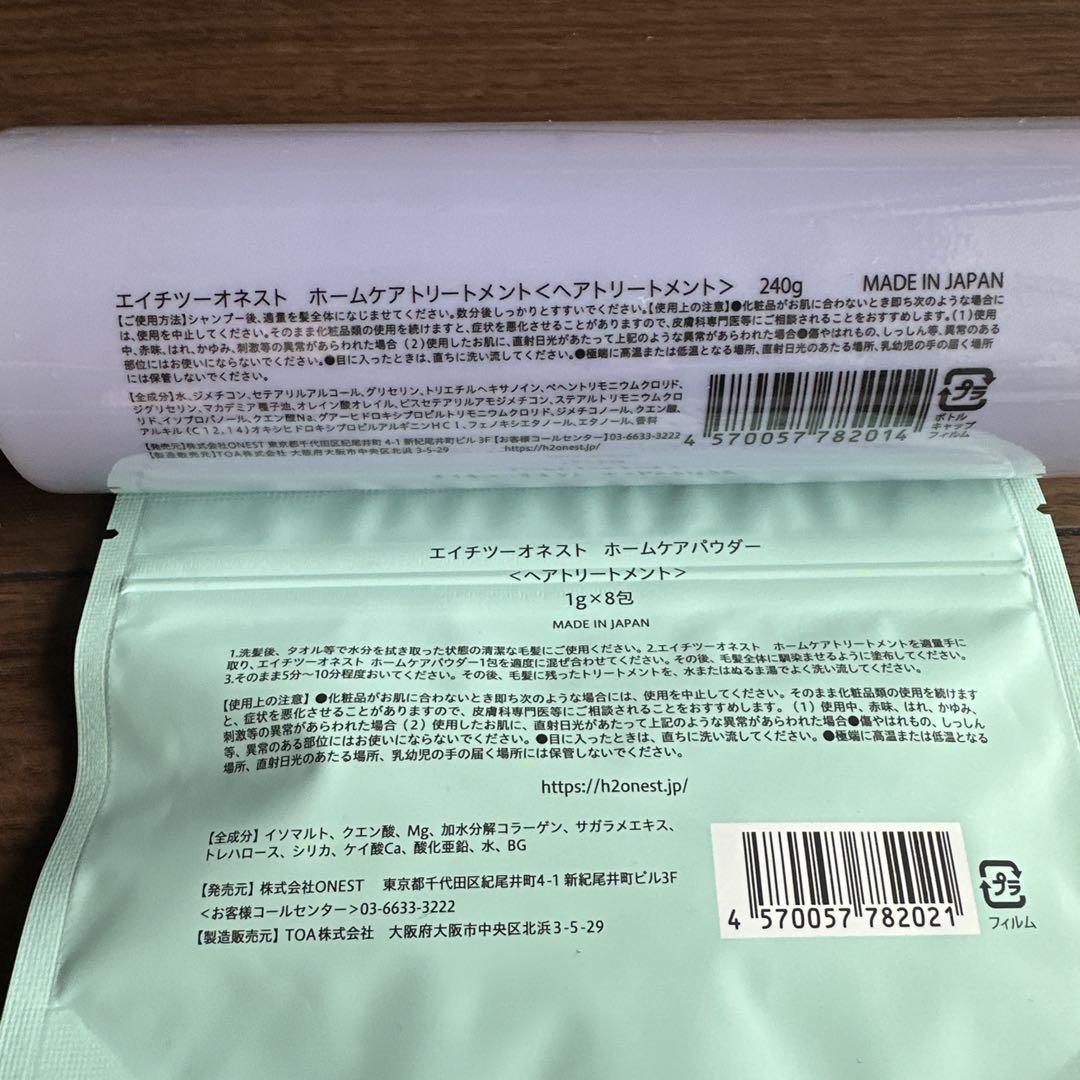 エイチツーオネスト　ホームケアトリートメント＜ヘアトリートメント＞　240g　MADE IN JAPAN
【ご使用方法】シャンプー後、適量を髪全体になじませてください。数分後しっかりとすすいでください。【使用上の注意】●化粧品がお肌に合わないとき即ち次のような場合に
は、使用を中止してください。そのまま化粧品類の使用を続けますと、症状を悪化させることがありますので、皮膚科専門医等にご相談されることをおすすめします。(1)使用
中、赤味、はれ、かゆみ、刺激等の異常があらわれた場合(2)使用したお肌に、直射日光があたって上記のような異常があらわれた場合●傷やはれもの、しっしん等、異常のある
部位にはお使いにならないでください。●目に入ったときは、直ちに洗い流してください。●極端に高温または低温となる場所、直射日光のあたる場所、乳幼児の手の届く場所
には保管しないでください。
【全成分】水、ジメチコン、セテアリルアルコール、グリセリン、トリエチルヘキサノイン、ベヘントリモニウムクロリド、
ジグリセリン、マカデミア種子油、オレイン酸オレイル、ビスセテアリルアモジメチコン、ステアルトリモニウムクロリ
ド、イソプロパノール、クエン酸Na、グアーヒドロキシプロピルトリモニウムクロリド、ジメチコノール、クエン酸、
アルキル(C12,14)オキシヒドロキシプロピルアルギニンHCl、フェノキシエタノール、エタノール、香料
【発売元】株式会社ONEST 東京都千代田区紀尾井町 4-1 新紀尾井町ビル 3F【お客様コールセンター】03-6633-3222
【製造販売元】TOA株式会社 大阪府大阪市中央区北浜 3-5-29　https://h2onest.jp/
4 570057 782014
プラ
ボトル
キャップ
フィルム
エイチツーオネスト　ホームケアパウダー
＜ヘアトリートメント＞
1g×8包
MADE IN JAPAN
1.洗髪後、タオル等で水分を拭き取った状態の清潔な毛髪にご使用ください。2.エイチツーオネスト　ホームケアトリートメントを適量手に
取り、エイチツーオネスト ホームケアパウダー1包を適度に混ぜ合わせてください。その後、毛髪全体に馴染ませるように塗布してください。
3.そのまま5分〜10分程度おいてください。その後、毛髪に残ったトリートメントを、水またはぬるま湯でよく洗い流してください。
【使用上の注意】●化粧品がお肌に合わないとき即ち次のような場合には、使用を中止してください。そのまま化粧品類の使用を続けます
と、症状を悪化させることがありますので、皮膚科専門医等にご相談されることをおすすめします。(1)使用中、赤味、はれ、かゆみ、
刺激等の異常があらわれた場合(2)使用したお肌に、直射日光があたって上記のような異常があらわれた場合●傷やはれもの、しっしん
等、異常のある部位にはお使いにならないでください。●目に入ったときは、直ちに洗い流してください。●極端に高温または低温となる
場所、直射日光のあたる場所、乳幼児の手の届く場所には保管しないでください。
https://h2onest.jp/
【全成分】イソマルト、クエン酸、Mg、加水分解コラーゲン、サガラメエキス、
トレハロース、シリカ、ケイ酸Ca、酸化亜鉛、水、BG
【発売元】株式会社ONEST　東京都千代田区紀尾井町4-1 新紀尾井町ビル3F
＜お客様コールセンター＞03-6633-3222
【製造販売元】TOA株式会社　大阪府大阪市中央区北浜3-5-29
4 570057 782021
プラ
フィルム